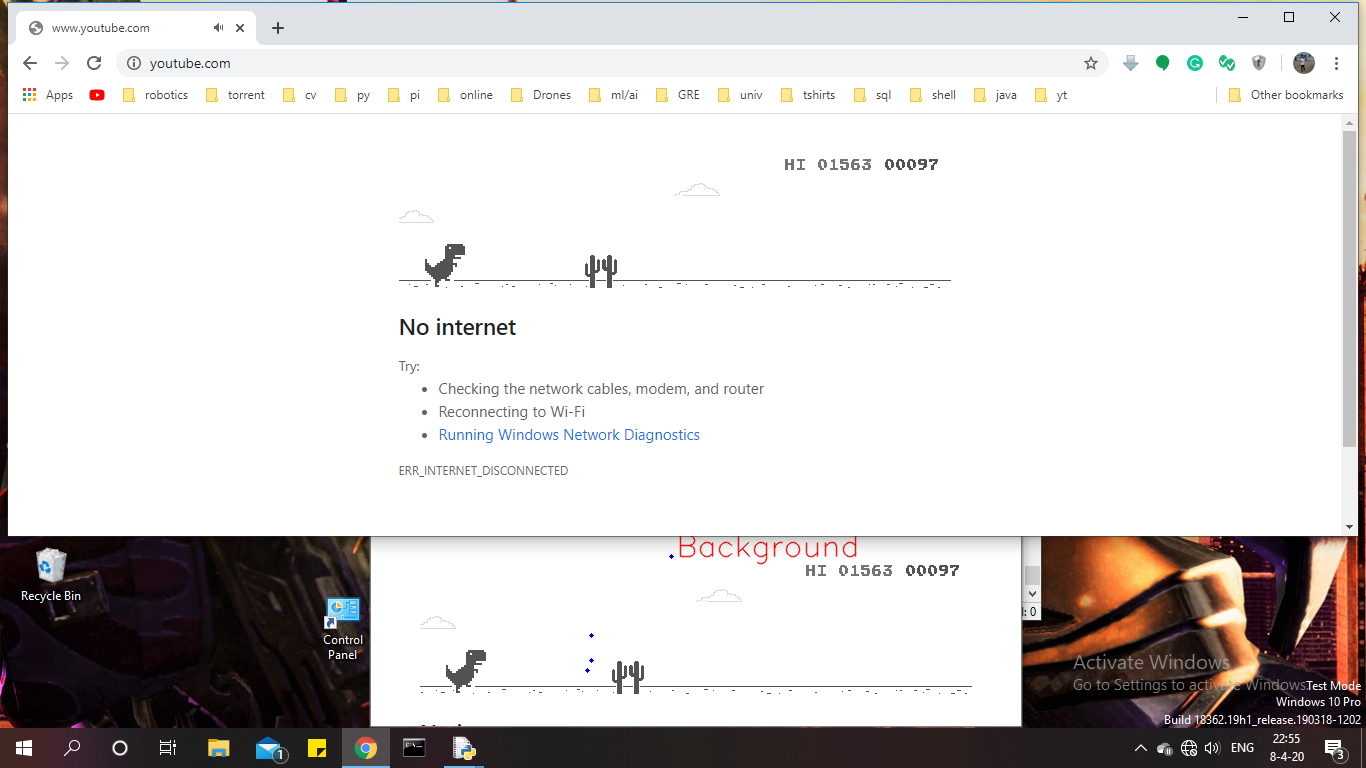 www.youtube.com
youtube.com
Apps robotics torrent cv py pi online Drones ml/ai GRE univ tshirts sql shell java yt Other bookmarks
HI 01563 00097
No internet
Try:
• Checking the network cables, modem, and router
• Reconnecting to Wi-Fi
• Running Windows Network Diagnostics
ERR_INTERNET_DISCONNECTED
Background
HI 01563 00097
Recycle Bin
: 0
Control
Panel
Activate Windows
Go to Settings to activate Windows.
Test Mode
Windows 10 Pro
Build 18362.19h1_release.190318-1202
1
ENG
22:55
8-4-20
3